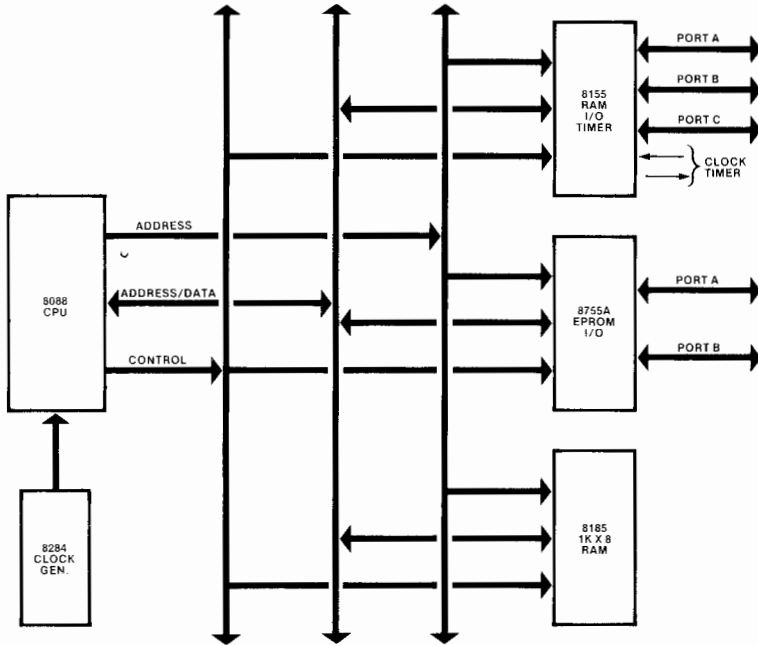 PORT A
8155
RAM
I/O
TIMER
PORT B
PORT C
CLOCK
TIMER
8088
CPU
ADDRESS
ADDRESS/DATA
CONTROL
8755A
EPROM
I/O
PORT A
PORT B
8284
CLOCK
GEN.
8185
1K X 8
RAM